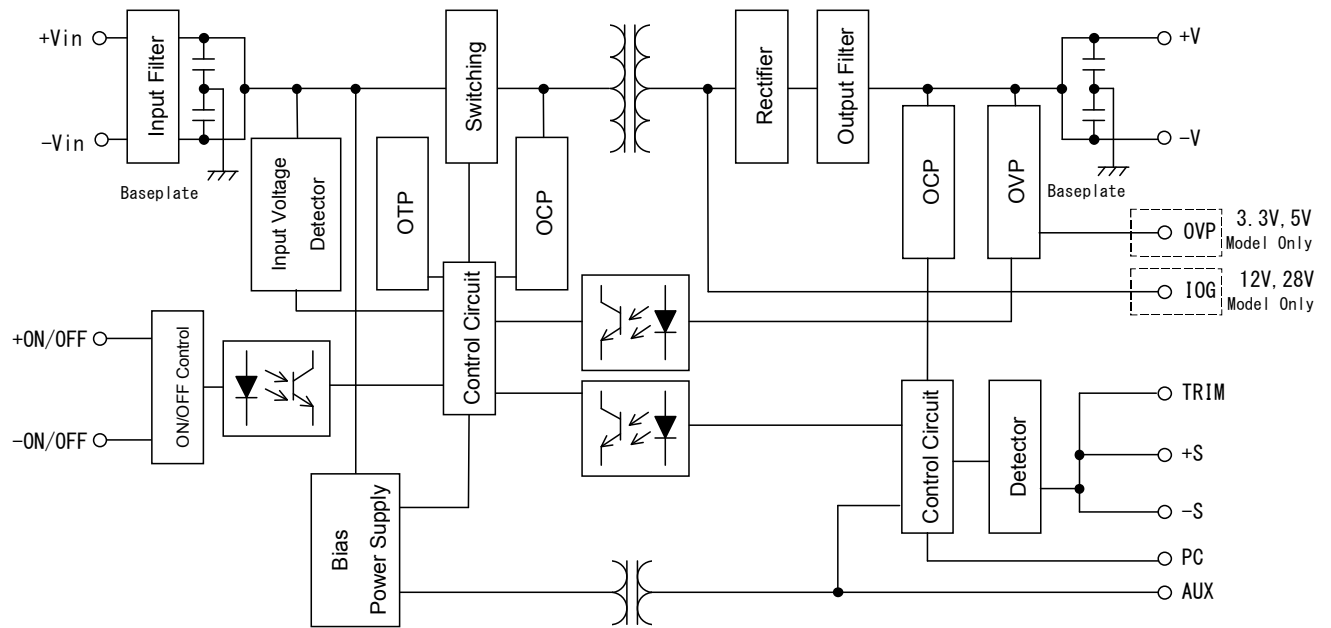 +Vin
-Vin
Input Filter
Baseplate
Input Voltage
Detector
OTP
Switching
OCP
Control Circuit
+ON/OFF
-ON/OFF
ON/OFF Control
Bias
Power Supply
Rectifier
Output Filter
OCP
OVP
Baseplate
+V
-V
OVP
3.3V, 5V
Model Only
IOG
12V, 28V
Model Only
Control Circuit
Detector
TRIM
+S
-S
PC
AUX